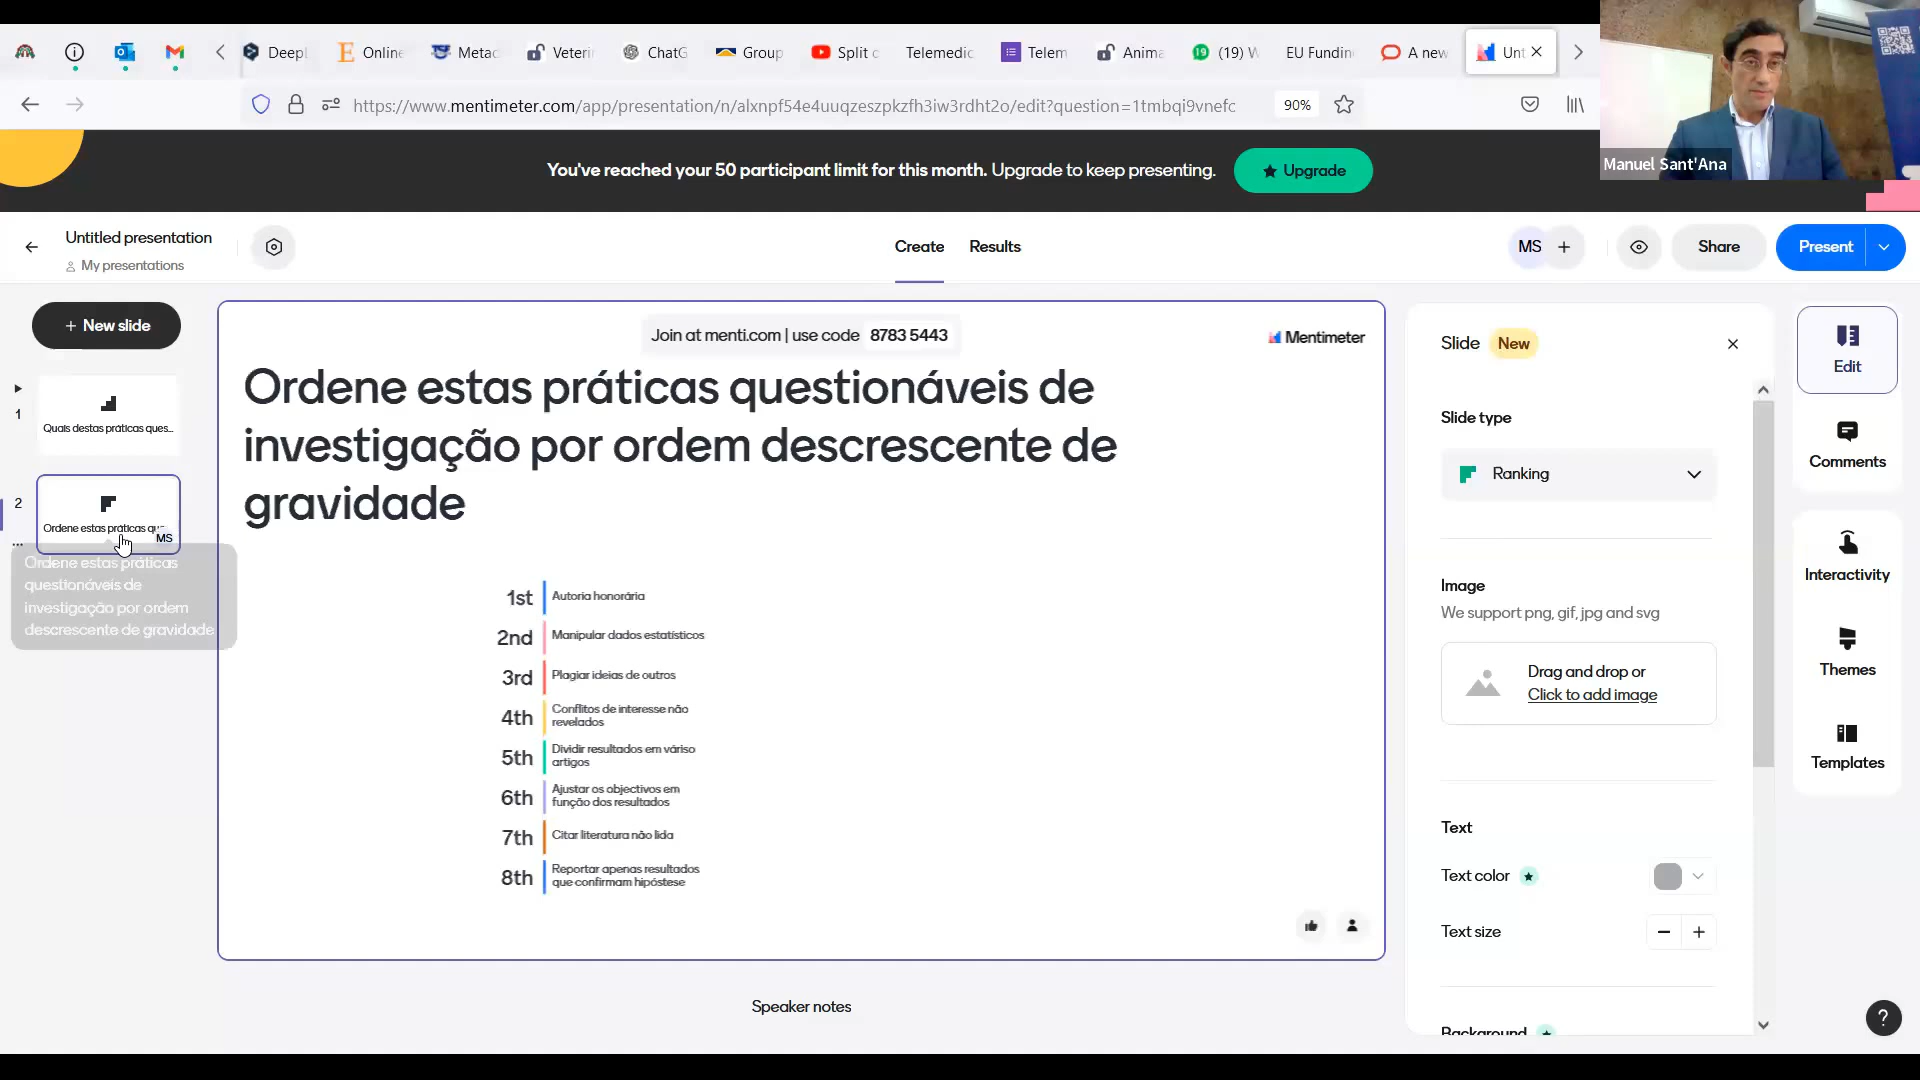 DeepL
Online
Metac
Veterin
ChatG
Group
Split c
Telemedic
Telem
Anima
(19) W
EU Fundin
A new
Unt
https://www.mentimeter.com/app/presentation/n/alxnpf54e4uuqzeszpkzfh3iw3rdht2o/edit?question=1tmbqi9vnefc
90%
Manuel Sant'Ana
You've reached your 50 participant limit for this month. Upgrade to keep presenting.
Upgrade
Untitled presentation
My presentations
Create
Results
MS
Share
Present
+ New slide
1
Quais destas práticas ques...
2
Ordene estas práticas que
MS
Ordene estas práticas
questionáveis de
investigação por ordem
descrescente de gravidade
Join at menti.com | use code 8783 5443
Mentimeter
Ordene estas práticas questionáveis de
investigação por ordem descrescente de
gravidade
1st Autoria honorária
2nd Manipular dados estatísticos
3rd Plagiar ideias de outros
4th Conflitos de interesse não
revelados
5th Dividir resultados em váriso
artigos
6th Ajustar os objectivos em
função dos resultados
7th Citar literatura não lida
8th Reportar apenas resultados
que confirmam hipóstese
Speaker notes
Slide New
Slide type
Ranking
Image
We support png, gif, jpg and svg
Drag and drop or
Click to add image
Text
Text color
Text size
Background
Edit
Comments
Interactivity
Themes
Templates
?